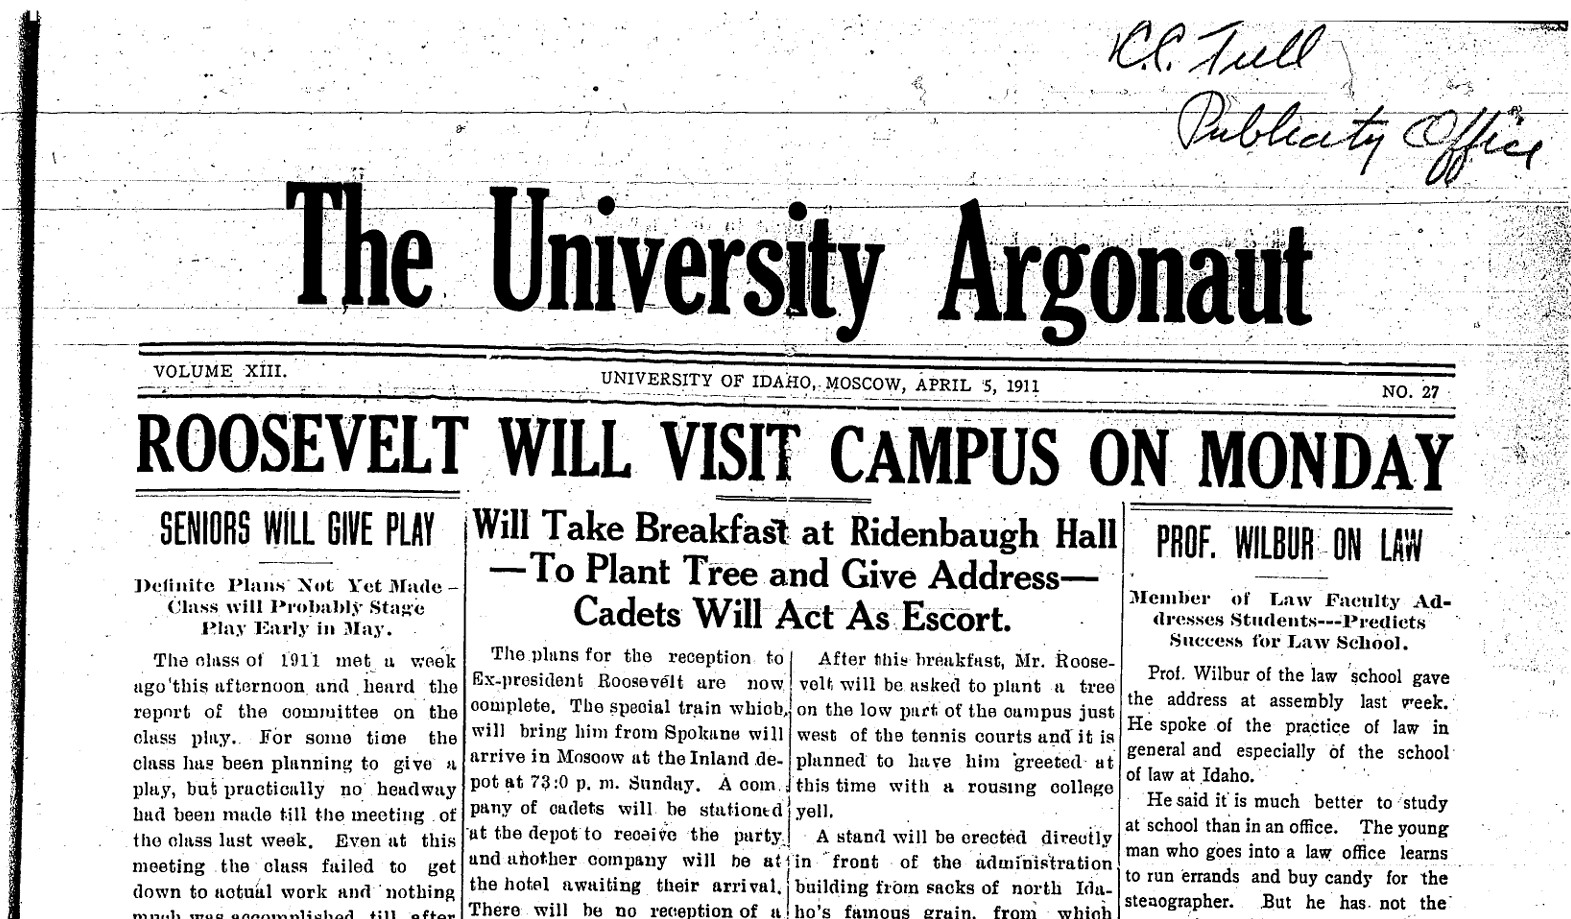 K.C. Tull
Publicity Office
The University Argonaut
VOLUME XIII.
UNIVERSITY OF IDAHO, MOSCOW, APRIL 5, 1911
NO. 27
ROOSEVELT WILL VISIT CAMPUS ON MONDAY
SENIORS WILL GIVE PLAY
Definite Plans Not Yet Made-
Class will Probably Stage
Play Early in May.
The class of 1911 met a week
ago this afternoon and heard the
report of the committee on the
class play. For some time the
class has been planning to give a
play, but practically no headway
had been made till the meeting of
the class last week. Even at this
meeting the class failed to get
down to actual work and nothing
much was accomplished till after
Will Take Breakfast at Ridenbaugh Hall
—To Plant Tree and Give Address—
Cadets Will Act As Escort.
The plans for the reception to
Ex-president Roosevelt are now
complete. The special train which
will bring him from Spokane will
arrive in Moscow at the Inland de-
pot at 73:0 p. m. Sunday. A com
pany of cadets will be stationed
at the depot to receive the party
and another company will be at
the hotel awaiting their arrival.
There will be no reception of a
After this breakfast, Mr. Roose-
velt will be asked to plant a tree
on the low part of the campus just
west of the tennis courts and it is
planned to have him greeted at
this time with a rousing college
yell.
A stand will be erected directly
in front of the administration
building from sacks of north Ida-
ho's famous grain, from which
PROF. WILBUR ON LAW
Member of Law Faculty Ad-
dresses Students---Predicts
Success for Law School.
Prof. Wilbur of the law school gave
the address at assembly last week.
He spoke of the practice of law in
general and especially of the school
of law at Idaho.
He said it is much better to study
at school than in an office. The young
man who goes into a law office learns
to run errands and buy candy for the
stenographer. But he has not the